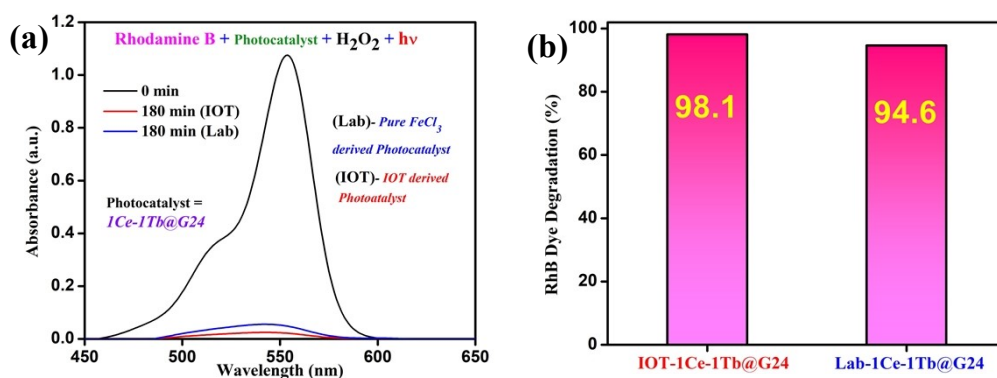 (a)
Rhodamine B + Photocatalyst + H₂O₂ + hν
0 min
180 min (IOT)
180 min (Lab)
(Lab)- Pure FeCl₃
derived Photocatalyst
(IOT)- IOT derived
Photoatalyst
Photocatalyst =
1Ce-1Tb@G24
Absorbance (a.u.)
1.2
1.0
0.8
0.6
0.4
0.2
0.0
450 500 550 600 650
Wavelength (nm)
(b)
RhB Dye Degradation (%)
100
80
60
40
20
0
98.1 94.6
IOT-1Ce-1Tb@G24 Lab-1Ce-1Tb@G24